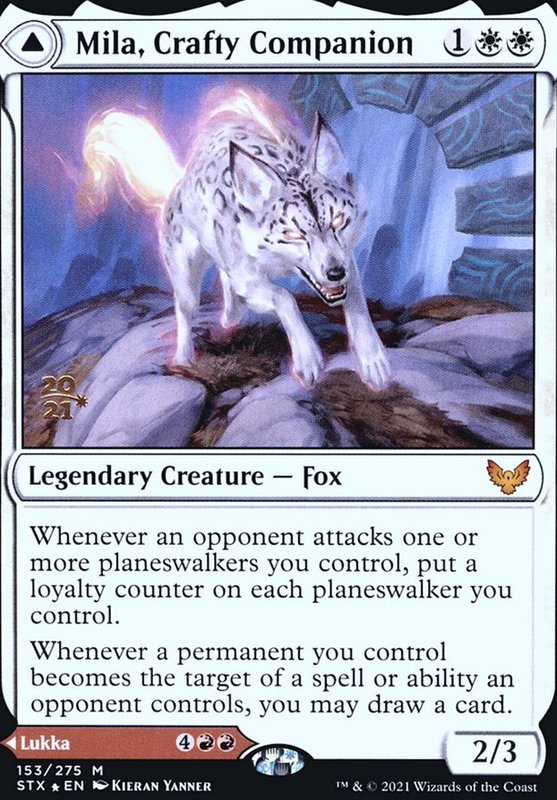 Mila, Crafty Companion 1
20
21
Legendary Creature — Fox
Whenever an opponent attacks one or
more planeswalkers you control, put a
loyalty counter on each planeswalker you
control.
Whenever a permanent you control
becomes the target of a spell or ability an
opponent controls, you may draw a card.
Lukka 4
2/3
153/275 M
STX ★ EN Kieran Yanner
™ & © 2021 Wizards of the Coast